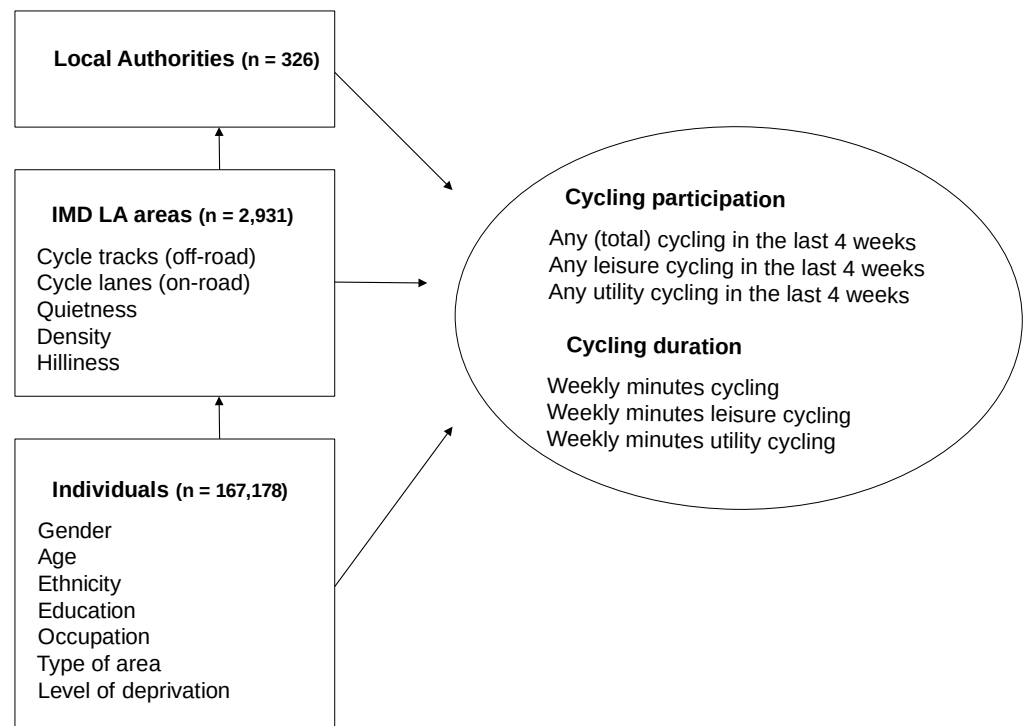 Local Authorities (n = 326)
IMD LA areas (n = 2,931)
Cycle tracks (off-road)
Cycle lanes (on-road)
Quietness
Density
Hilliness
Individuals (n = 167,178)
Gender
Age
Ethnicity
Education
Occupation
Type of area
Level of deprivation
Cycling participation
Any (total) cycling in the last 4 weeks
Any leisure cycling in the last 4 weeks
Any utility cycling in the last 4 weeks
Cycling duration
Weekly minutes cycling
Weekly minutes leisure cycling
Weekly minutes utility cycling